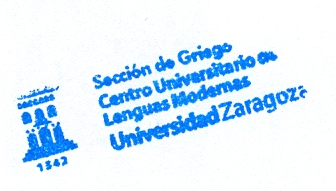 Sección de Griego
Centro Universitario de
Lenguas Modernas
Universidad Zaragoza
1542